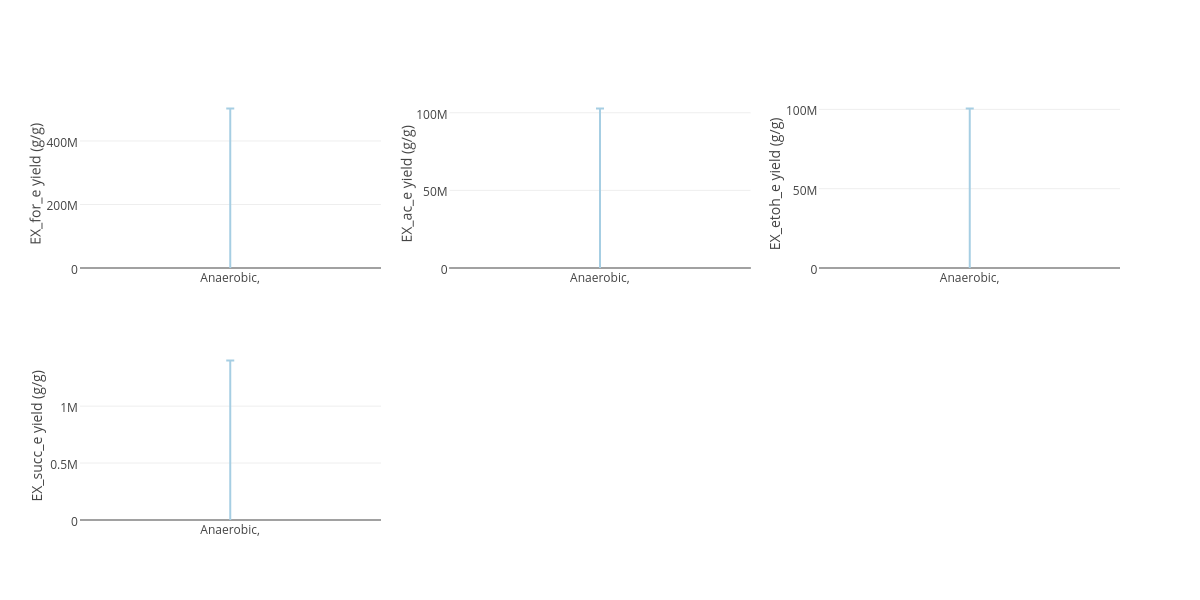 EX_for_e yield (g/g)
400M
200M
0
Anaerobic,
EX_ac_e yield (g/g)
100M
50M
0
Anaerobic,
EX_etoh_e yield (g/g)
100M
50M
0
Anaerobic,
EX_succ_e yield (g/g)
1M
0.5M
0
Anaerobic,